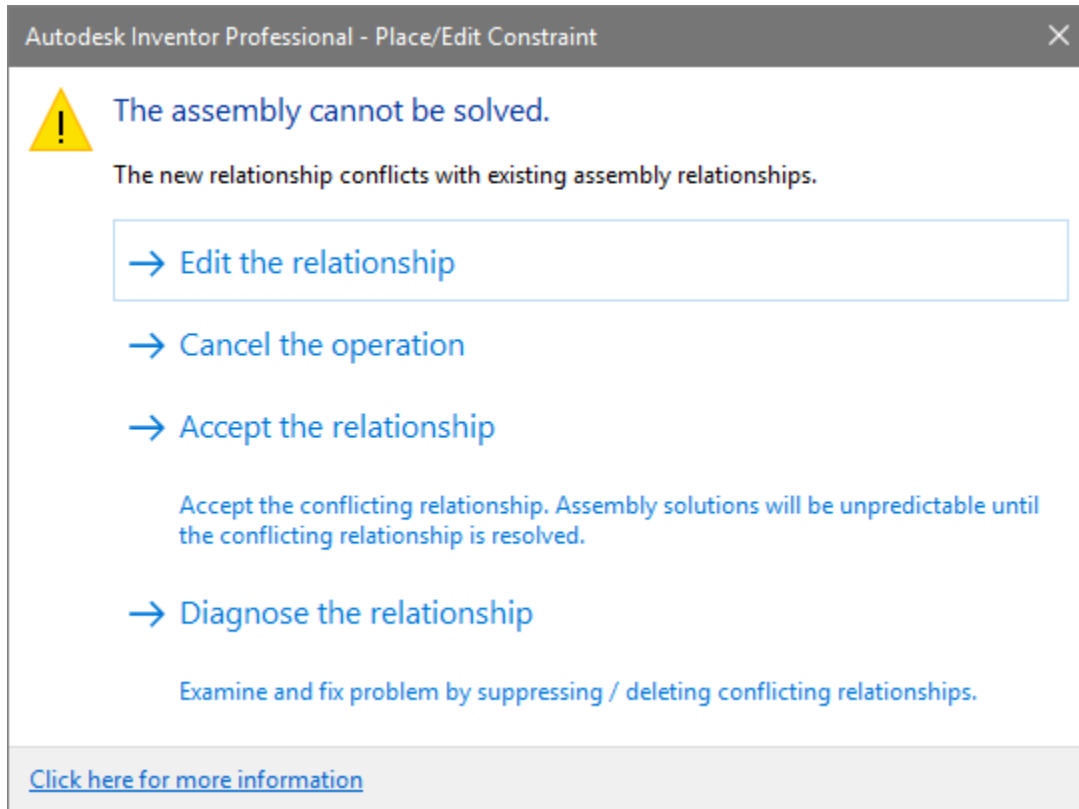 Autodesk Inventor Professional - Place/Edit Constraint
The assembly cannot be solved.
The new relationship conflicts with existing assembly relationships.
Edit the relationship
Cancel the operation
Accept the relationship
Accept the conflicting relationship. Assembly solutions will be unpredictable until
the conflicting relationship is resolved.
Diagnose the relationship
Examine and fix problem by suppressing / deleting conflicting relationships.
Click here for more information